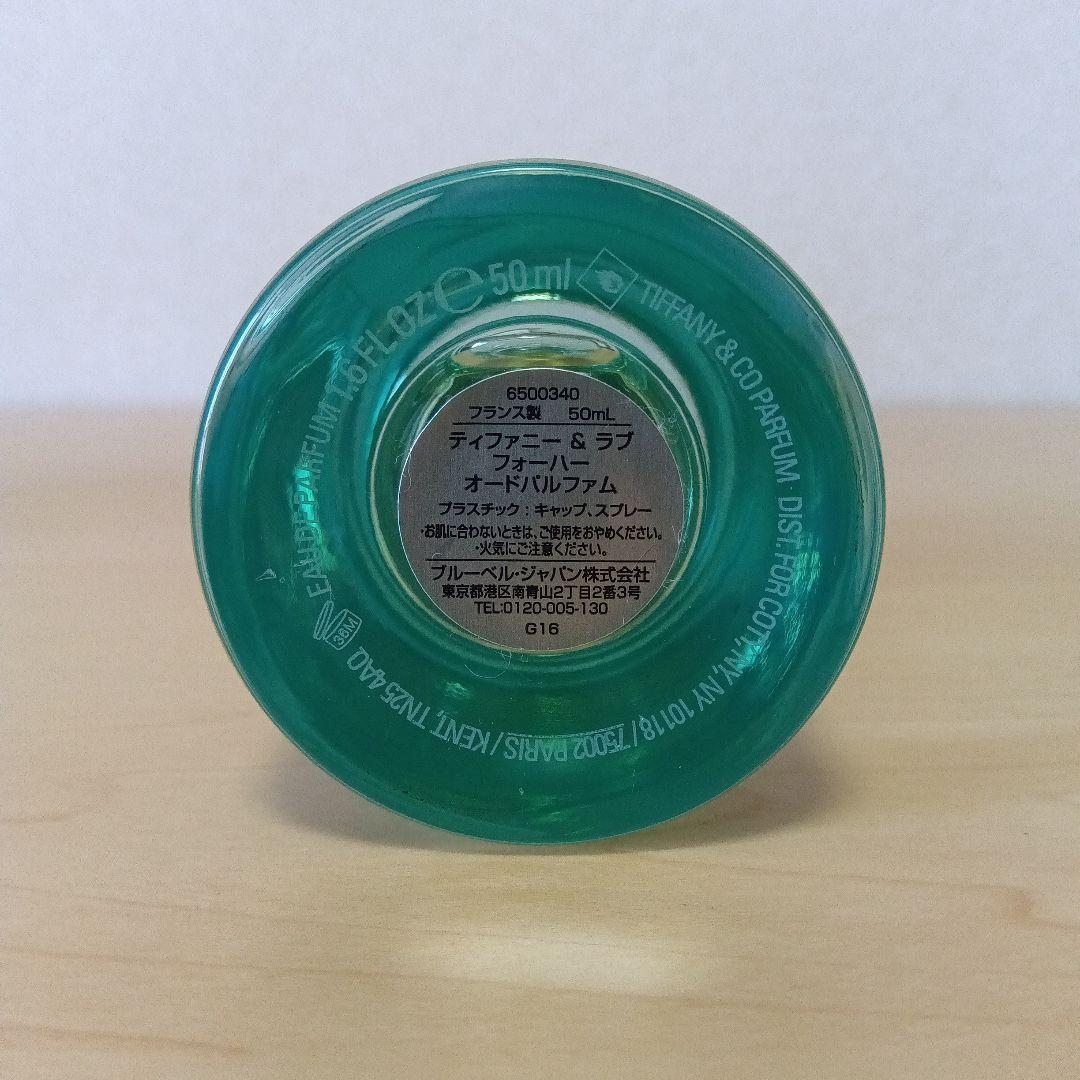 EAU DE PARFUM 1.6 FL. OZ. e 50 ml
TIFFANY & CO PARFUM · DIST. FOR COTY, NY, NY 10118 / 75002 PARIS / KENT, TN25 4AQ
36M
6500340
フランス製 50mL
ティファニー & ラブ
フォーハー
オードパルファム
プラスチック：キャップ、スプレー
・お肌に合わないときは、ご使用をおやめください。
・火気にご注意ください。
ブルーベル・ジャパン株式会社
東京都港区南青山2丁目2番3号
TEL:0120-005-130
G16